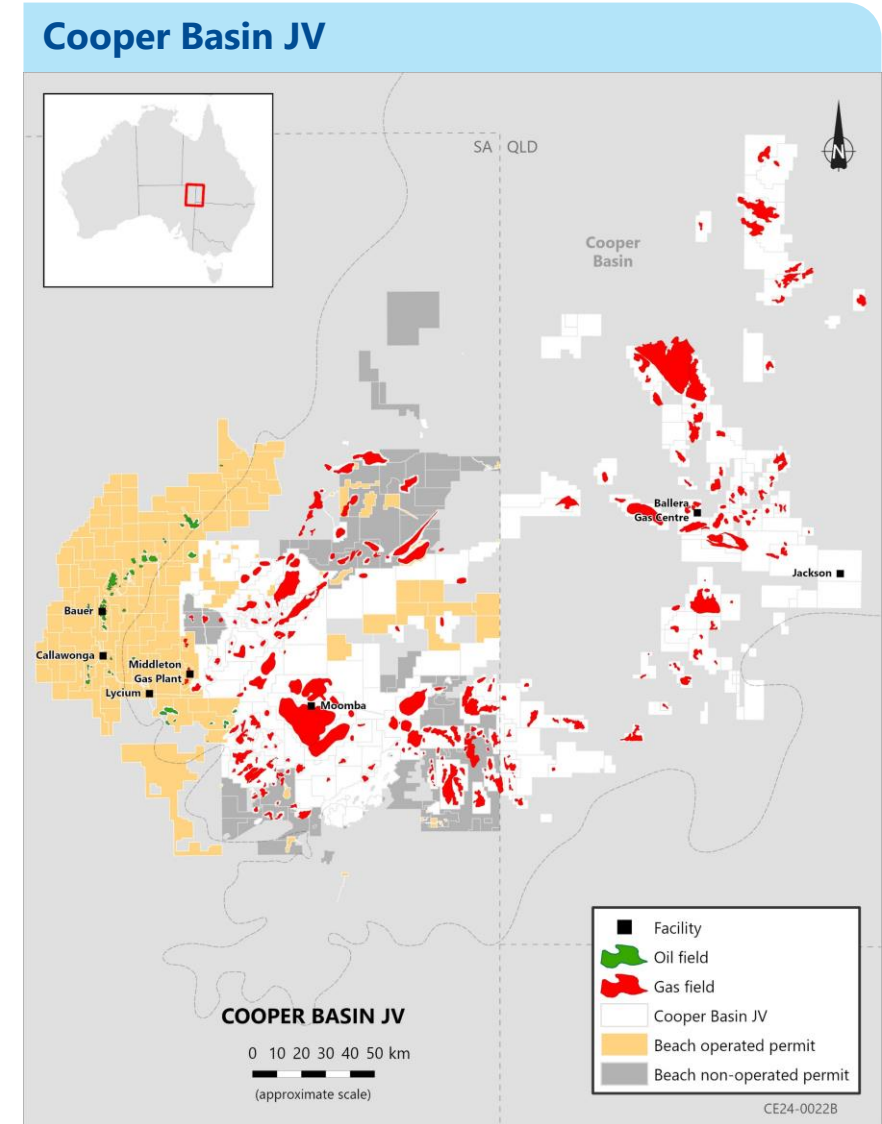 Cooper Basin JV
SA QLD
N
Cooper
Basin
Ballera
Gas Centre
Jackson
Bauer
Callawonga
Middleton
Gas Plant
Lycium
Moomba
COOPER BASIN JV
0 10 20 30 40 50 km
(approximate scale)
Facility
Oil field
Gas field
Cooper Basin JV
Beach operated permit
Beach non-operated permit
CE24-0022B